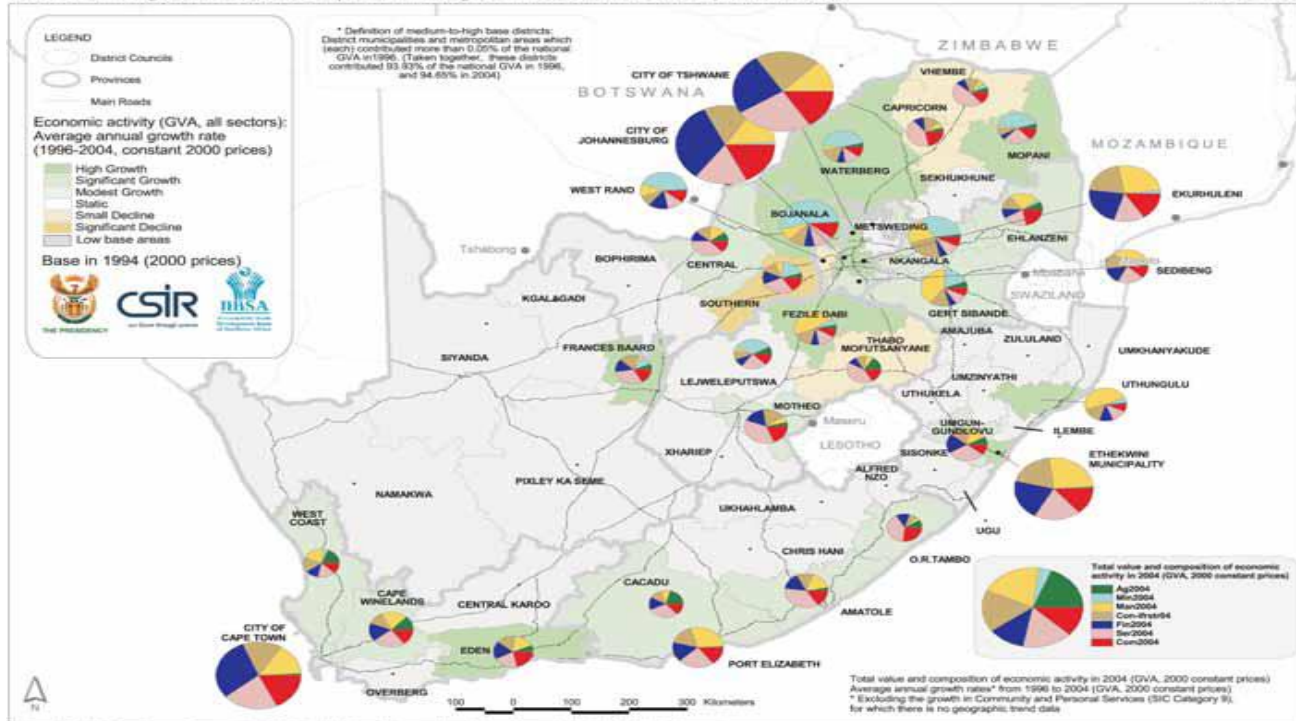 LEGEND
District Councils
Provinces
Main Roads
Economic activity (GVA, all sectors):
Average annual growth rate
(1996-2004, constant 2000 prices)
High Growth
Significant Growth
Modest Growth
Static
Small Decline
Significant Decline
Low base areas
Base in 1994 (2000 prices)
THE PRESIDENCY
CSIR
DBSA
* Definition of medium-to-high base districts:
District municipalities and metropolitan areas which
(each) contributed more than 0.05% of the national
GVA in1996. (Taken together, these districts
contributed 93.93% of the national GVA in 1996,
and 94.65% in 2004)
ZIMBABWE
BOTSWANA
MOZAMBIQUE
CITY OF TSHWANE
CITY OF
JOHANNESBURG
VHEMBE
CAPRICORN
MOPANI
WATERBERG
SEKHUKHUNE
WEST RAND
EKURHULENI
BOJANALA
METSWEDING
EHLANZENI
Tshabong
BOPHIRIMA
CENTRAL
NKANGALA
SEDIBENG
Mbabane
SWAZILAND
KGALAGADI
SOUTHERN
GERT SIBANDE
FEZILE DABI
AMAJUBA
ZULULAND
SIYANDA
FRANCES BAARD
THABO
MOFUTSANYANE
UMKHANYAKUDE
LEJWELEPUTSWA
UMZINYATHI
UTHUKELA
UTHUNGULU
MOTHEO
Maseru
LESOTHO
UMGUN-
GUNDLOVU
ILEMBE
XHARIEP
SISONKE
ETHEKWINI
MUNICIPALITY
ALFRED
NZO
NAMAKWA
PIXLEY KA SEME
UKHAHLAMBA
UGU
WEST
COAST
CHRIS HANI
O.R.TAMBO
CACADU
CAPE
WINELANDS
CENTRAL KAROO
AMATOLE
CITY OF
CAPE TOWN
EDEN
PORT ELIZABETH
OVERBERG
N
100 0 100 200 300 Kilometers
Total value and composition of economic
activity in 2004 (GVA, 2000 constant prices)
Ag2004
Min2004
Man2004
Con-ifrstr04
Fin2004
Ser2004
Com2004
Total value and composition of economic activity in 2004 (GVA, 2000 constant prices)
Average annual growth rates* from 1996 to 2004 (GVA, 2000 constant prices)
* Excluding the growth in Community and Personal Services (SIC Category 9),
for which there is no geographic trend data